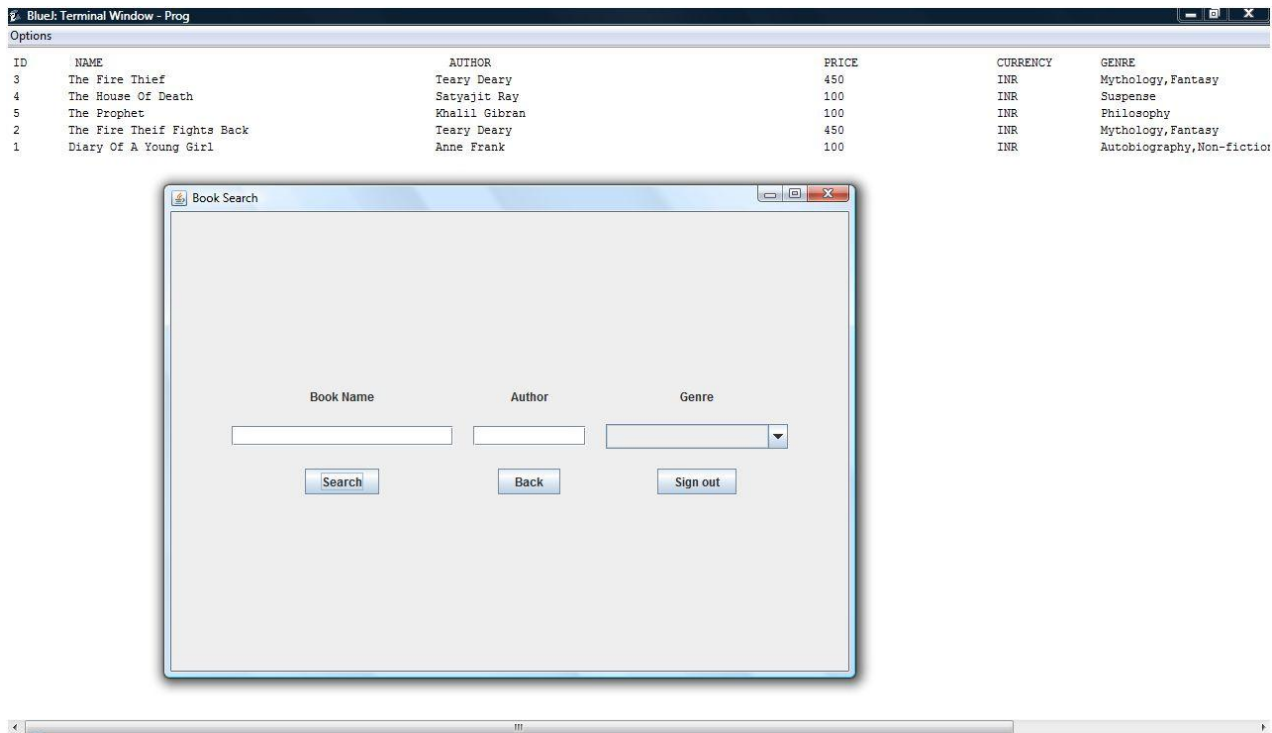 BlueJ: Terminal Window - Prog
Options
ID NAME AUTHOR PRICE CURRENCY GENRE
3 The Fire Thief Teary Deary 450 INR Mythology,Fantasy
4 The House Of Death Satyajit Ray 100 INR Suspense
5 The Prophet Khalil Gibran 100 INR Philosophy
2 The Fire Theif Fights Back Teary Deary 450 INR Mythology,Fantasy
1 Diary Of A Young Girl Anne Frank 100 INR Autobiography,Non-fiction
Book Search
Book Name Author Genre
Search Back Sign out